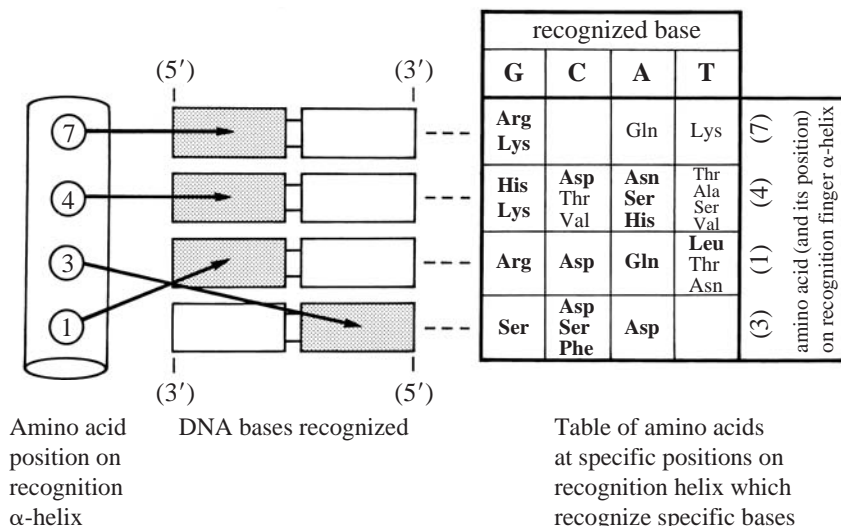 recognized base
G C A T
(5′) (3′)
7
4
3
1
(3′) (5′)
Arg
Lys
Gln
Lys
(7)
His
Lys
Asp
Thr
Val
Asn
Ser
His
Thr
Ala
Ser
Val
(4)
Arg
Asp
Gln
Leu
Thr
Asn
(1)
Ser
Asp
Ser
Phe
Asp
(3)
amino acid (and its position)
on recognition finger α-helix
Amino acid
position on
recognition
α-helix
DNA bases recognized
Table of amino acids
at specific positions on
recognition helix which
recognize specific bases